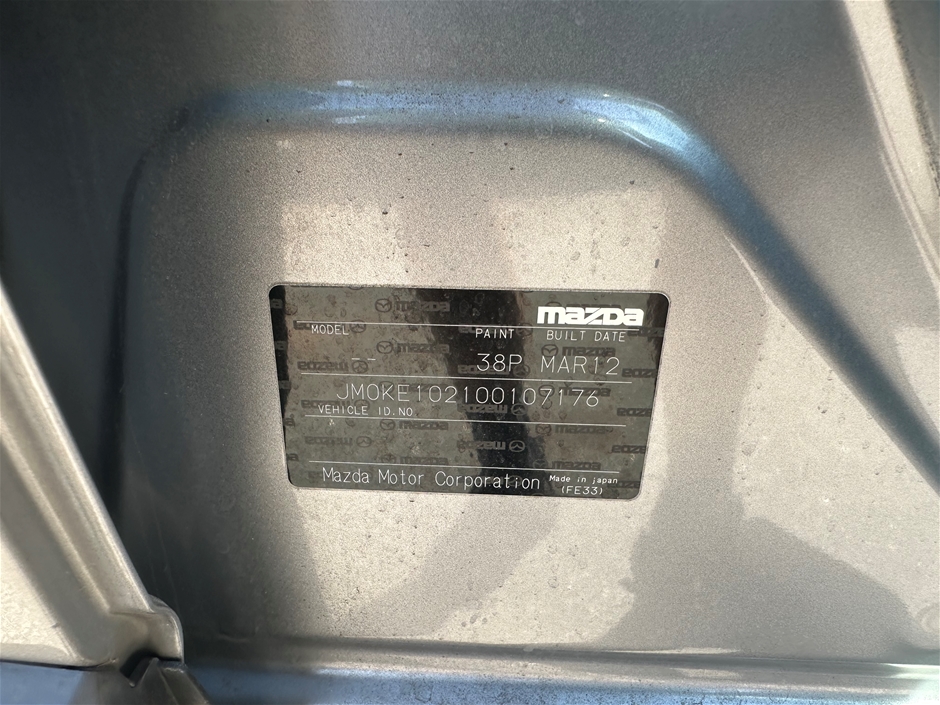 mazda
MODEL PAINT BUILT DATE
-- 38P MAR12
JM0KE102100107176
VEHICLE ID.NO.
Mazda Motor Corporation Made in japan
(FE33)